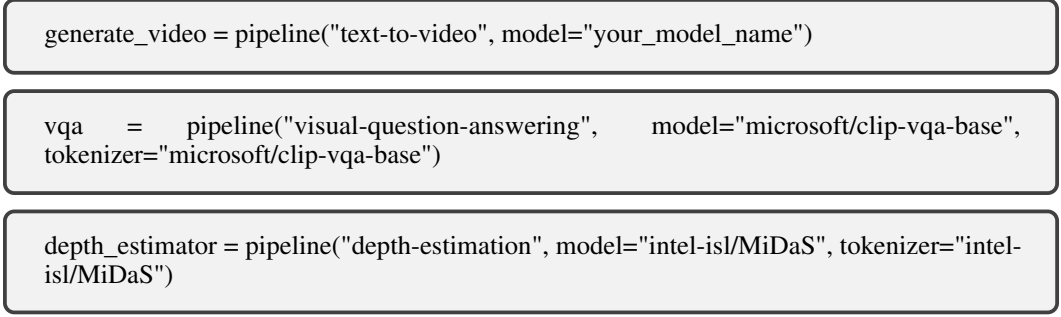 generate_video = pipeline("text-to-video", model="your_model_name")
vqa = pipeline("visual-question-answering", model="microsoft/clip-vqa-base",
tokenizer="microsoft/clip-vqa-base")
depth_estimator = pipeline("depth-estimation", model="intel-isl/MiDaS", tokenizer="intel-
isl/MiDaS")